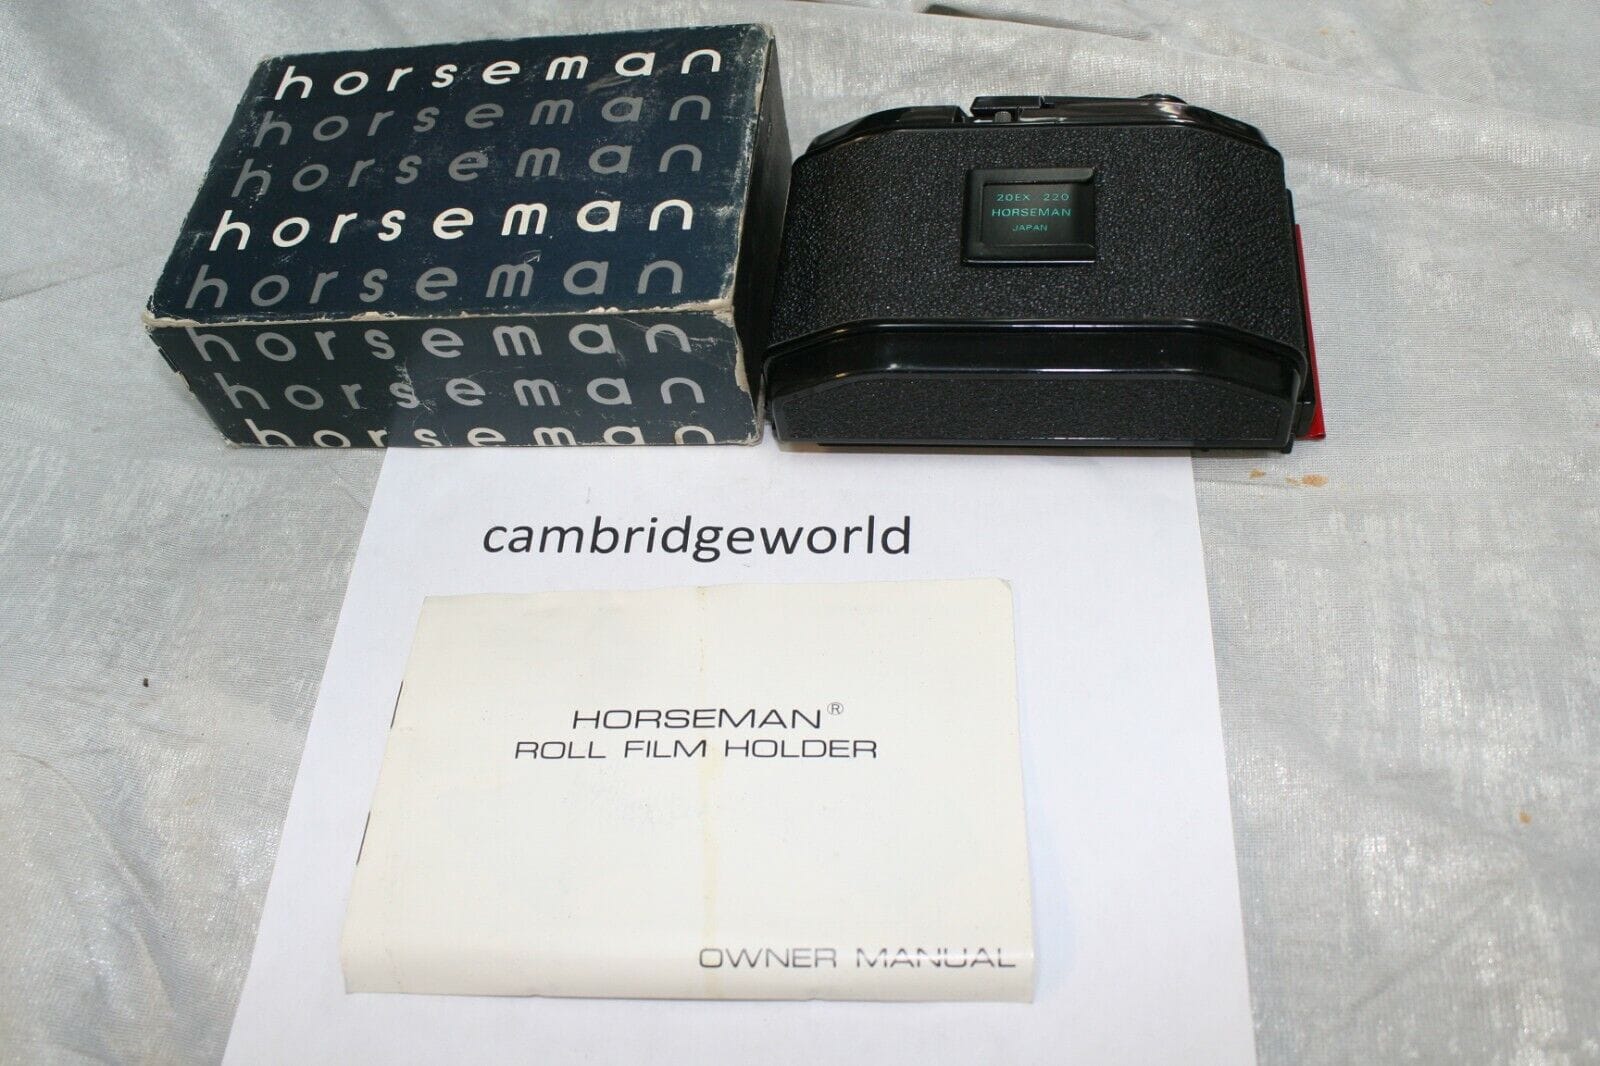 horseman
horseman
horseman
horseman
horseman
horseman
horseman
horseman
20EX 220
HORSEMAN
JAPAN
cambridgeworld
HORSEMAN®
ROLL FILM HOLDER
OWNER MANUAL